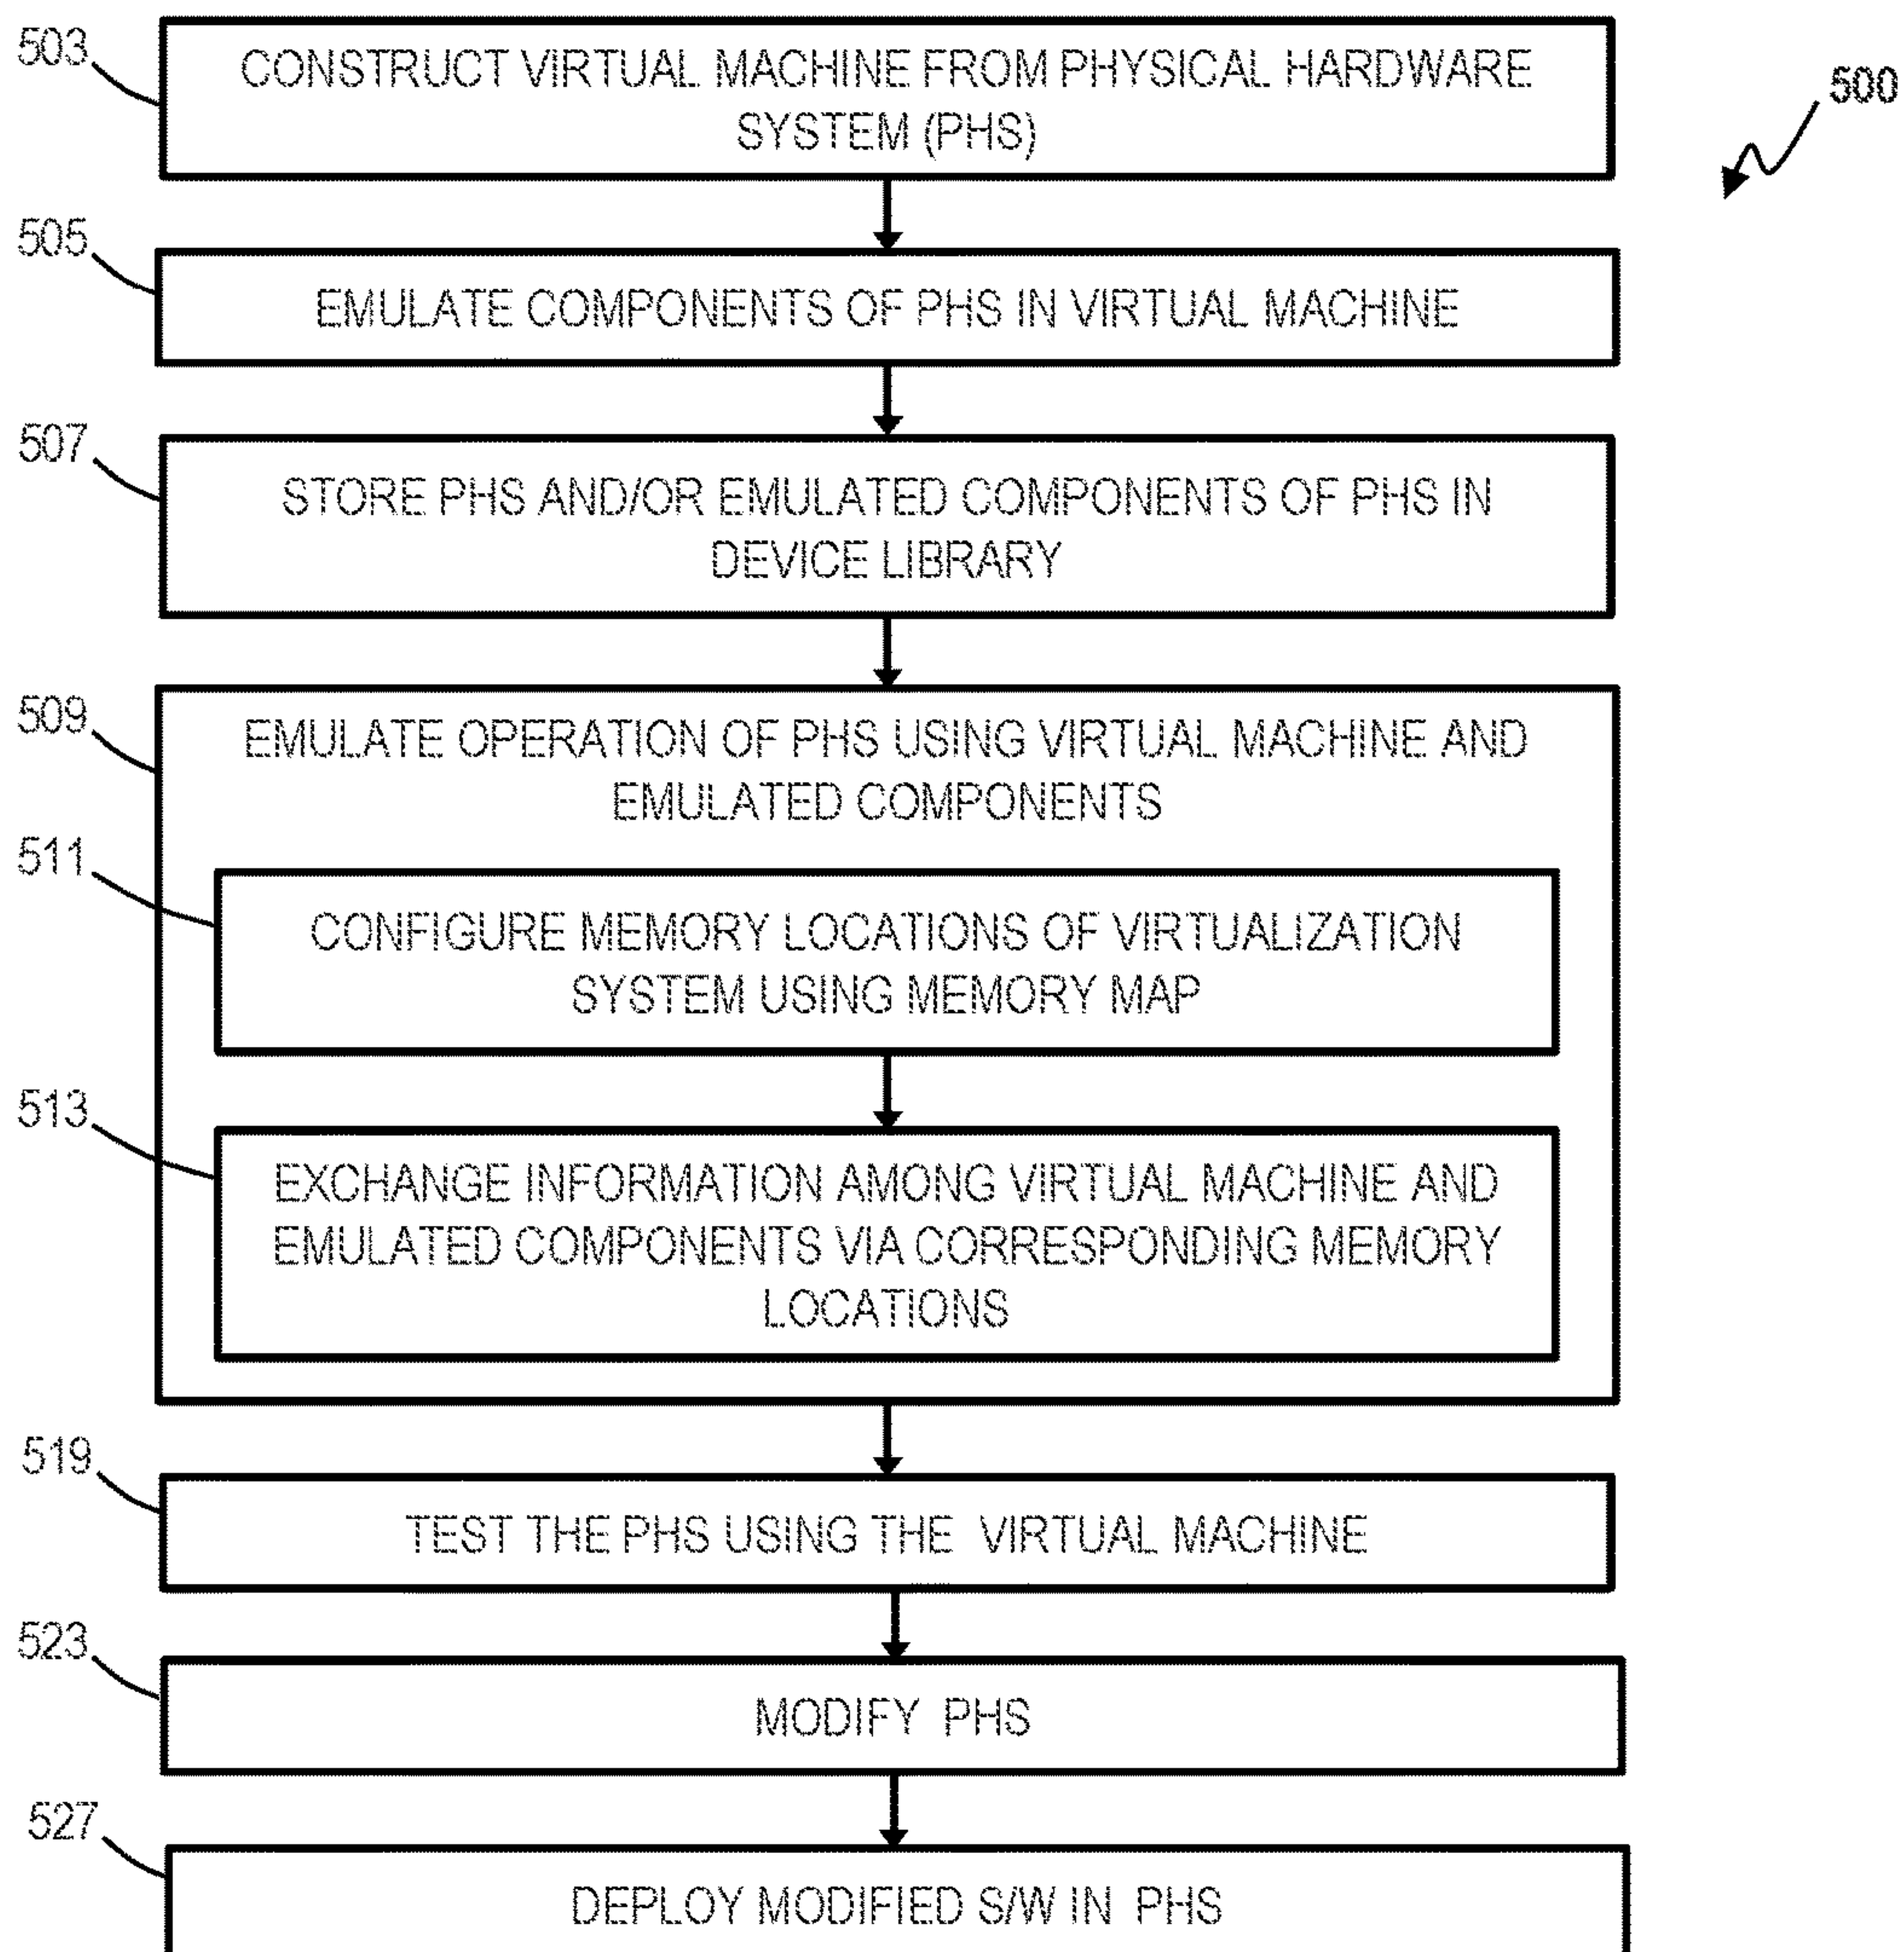 503
CONSTRUCT VIRTUAL MACHINE FROM PHYSICAL HARDWARE
SYSTEM (PHS)
500
505
EMULATE COMPONENTS OF PHS IN VIRTUAL MACHINE
507
STORE PHS AND/OR EMULATED COMPONENTS OF PHS IN
DEVICE LIBRARY
509
EMULATE OPERATION OF PHS USING VIRTUAL MACHINE AND
EMULATED COMPONENTS
511
CONFIGURE MEMORY LOCATIONS OF VIRTUALIZATION
SYSTEM USING MEMORY MAP
513
EXCHANGE INFORMATION AMONG VIRTUAL MACHINE AND
EMULATED COMPONENTS VIA CORRESPONDING MEMORY
LOCATIONS
519
TEST THE PHS USING THE VIRTUAL MACHINE
523
MODIFY PHS
527
DEPLOY MODIFIED S/W IN PHS